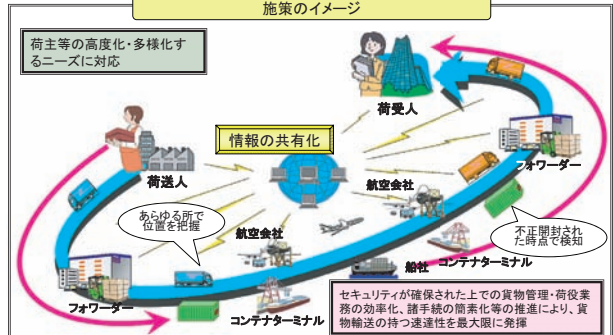 施策のイメージ
荷主等の高度化・多様化す
るニーズに対応
荷受人
情報の共有化
フォワーダー
荷送人
航空会社
あらゆる所で
位置を把握
航空会社
不正開封され
た時点で検知
船社
コンテナターミナル
フォワーダー
コンテナターミナル
セキュリティが確保された上での貨物管理・荷役業
務の効率化、諸手続の簡素化等の推進により、貨
物輸送の持つ速達性を最大限に発揮